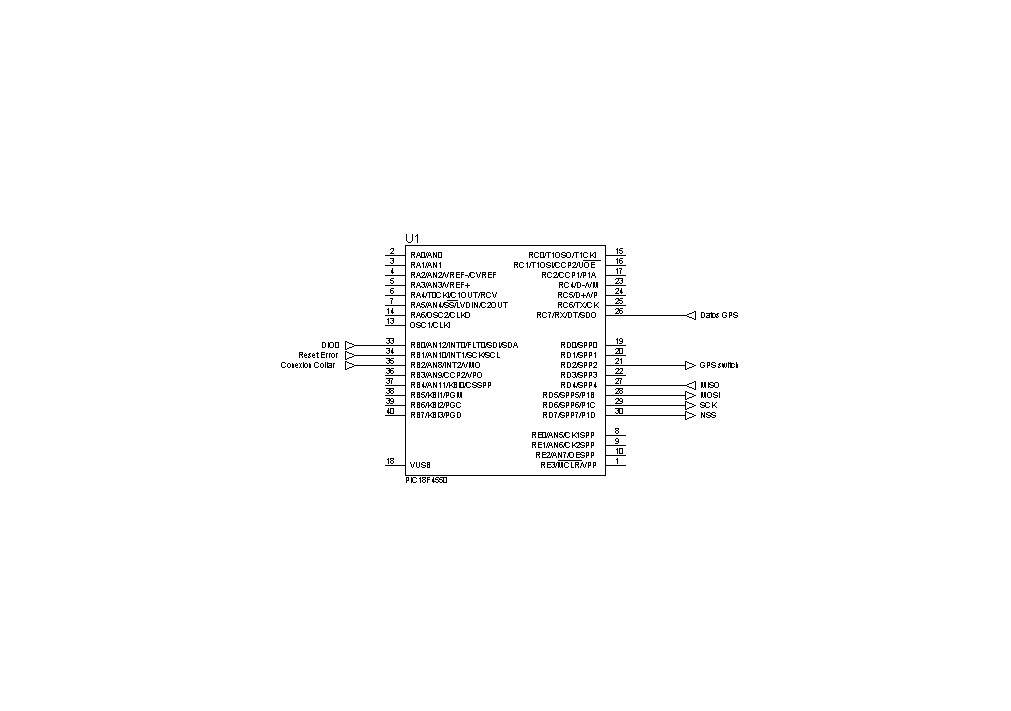 U1
2 RA0/AN0 RC0/T1OSO/T1CKI 15
3 RA1/AN1 RC1/T1OSI/CCP2/UOE 16
4 RA2/AN2/VREF-/CVREF RC2/CCP1/P1A 17
5 RA3/AN3/VREF+ RC4/D-/VM 23
6 RA4/T0CKI/C1OUT/RCV RC5/D+/VP 24
7 RA5/AN4/SS/LVDIN/C2OUT RC6/TX/CK 25
14 RA6/OSC2/CLKO RC7/RX/DT/SDO 26 Datos GPS
13 OSC1/CLKI
DIO0 33 RB0/AN12/INT0/FLT0/SDI/SDA RD0/SPP0 19
Reset Error 34 RB1/AN10/INT1/SCK/SCL RD1/SPP1 20
Conexion Collar 35 RB2/AN8/INT2/VMO RD2/SPP2 21 GPS switch
36 RB3/AN9/CCP2/VPO RD3/SPP3 22
37 RB4/AN11/KBI0/CSSPP RD4/SPP4 27 MISO
38 RB5/KBI1/PGM RD5/SPP5/P1B 28 MOSI
39 RB6/KBI2/PGC RD6/SPP6/P1C 29 SCK
40 RB7/KBI3/PGD RD7/SPP7/P1D 30 NSS
RE0/AN5/CK1SPP 8
RE1/AN6/CK2SPP 9
RE2/AN7/OESPP 10
18 VUSB RE3/MCLR/VPP 1
PIC18F4550